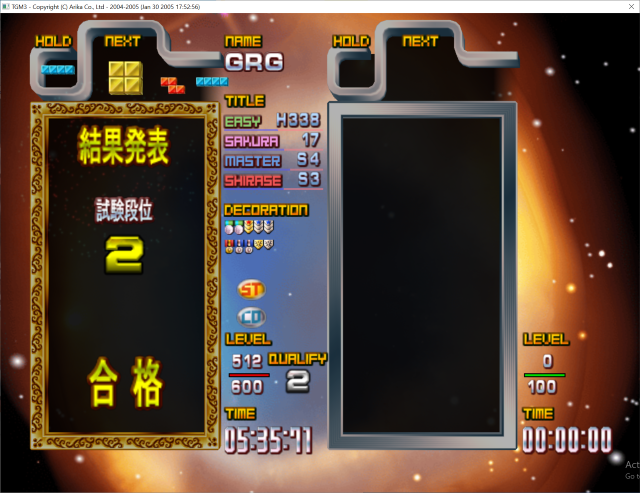 TGM3 - Copyright (C) Arika Co., Ltd - 2004-2005 (Jan 30 2005 17:52:56)
HOLD NEXT
NAME
GRG
HOLD NEXT
TITLE
EASY H338
SAKURA 17
MASTER S4
SHIRASE S3
DECORATION
結果発表
試験段位
2
合格
ST
CO
LEVEL
512
600
QUALIFY
2
TIME
05:35:71
LEVEL
0
100
TIME
00:00:00
Act
Go t